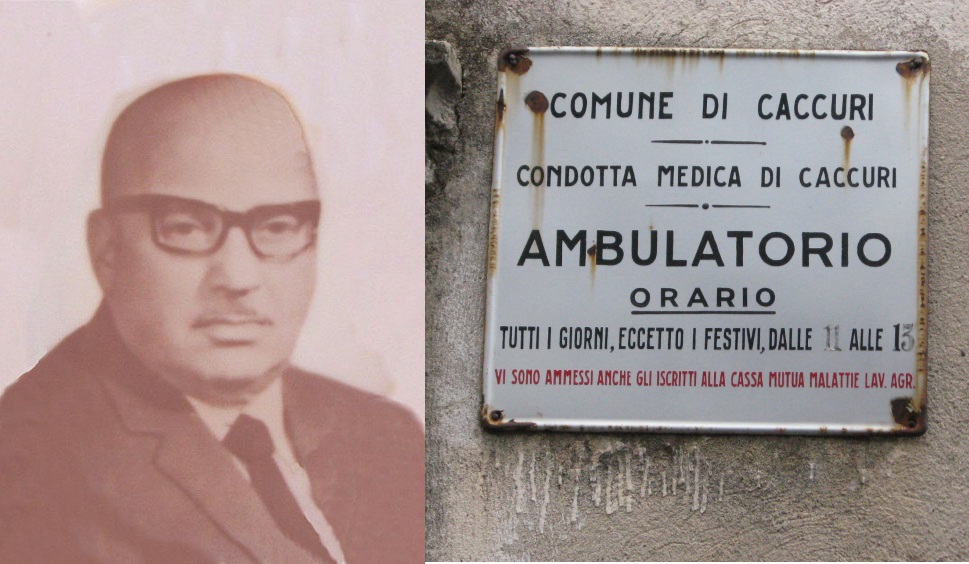 COMUNE DI CACCURI
CONDOTTA MEDICA DI CACCURI
AMBULATORIO
ORARIO
TUTTI I GIORNI, ECCETTO I FESTIVI, DALLE 11 ALLE 13
VI SONO AMMESSI ANCHE GLI ISCRITTI ALLA CASSA MUTUA MALATTIE LAV. AGR.